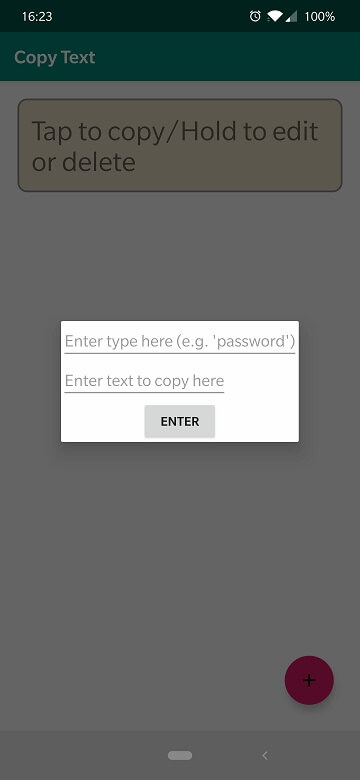 16:23
100%
Copy Text
Tap to copy/Hold to edit
or delete
Enter type here (e.g. 'password')
Enter text to copy here
ENTER
+